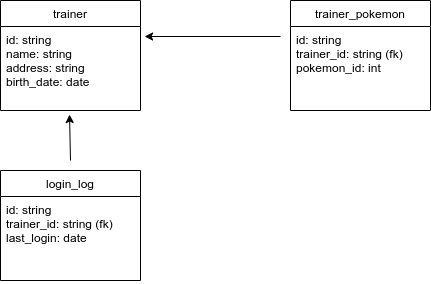 trainer
id: string
name: string
address: string
birth_date: date
trainer_pokemon
id: string
trainer_id: string (fk)
pokemon_id: int
login_log
id: string
trainer_id: string (fk)
last_login: date